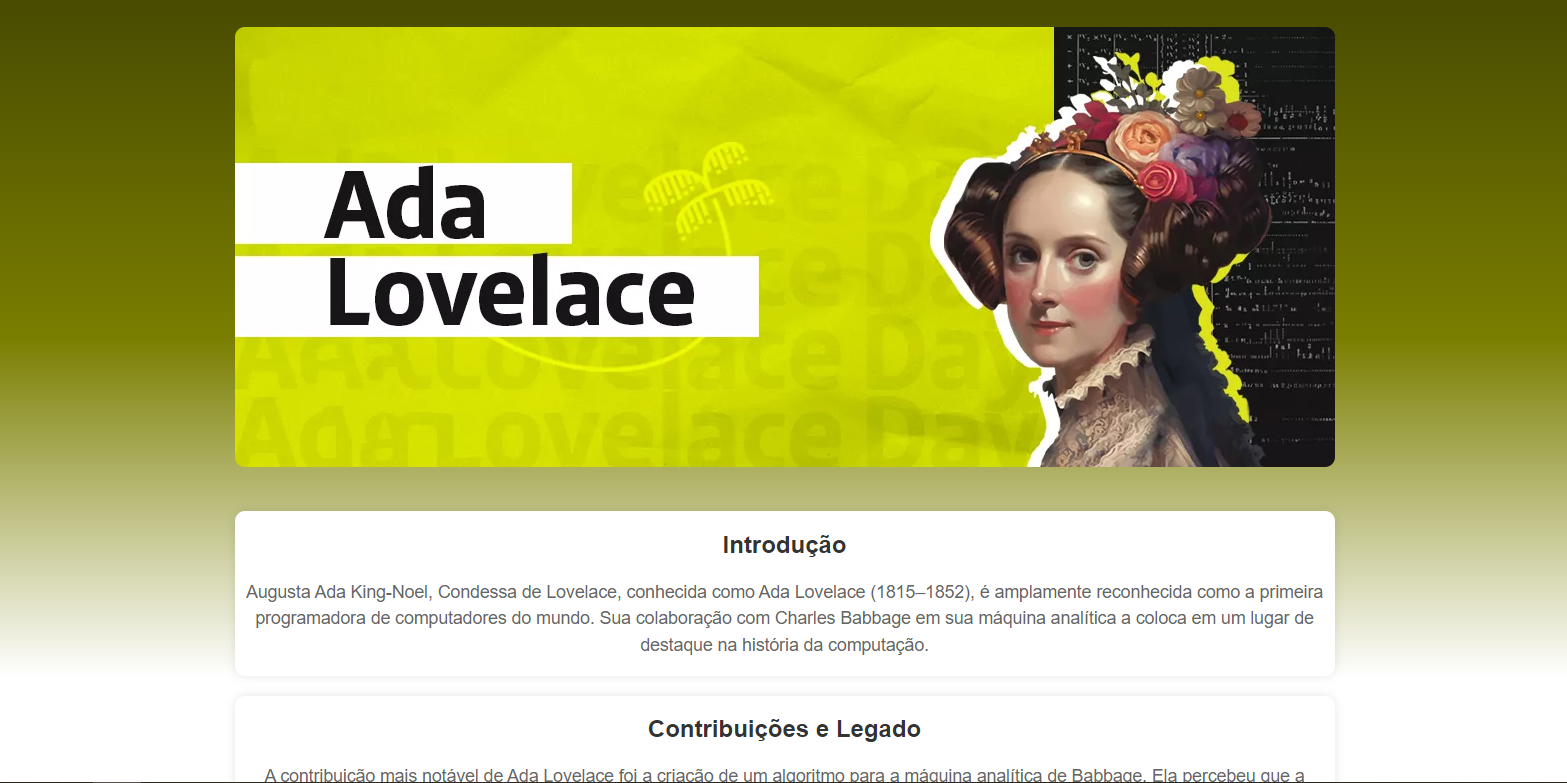 Ada
Lovelace
Ada Lovelace Day
Ada Lovelace Day
Introdução
Augusta Ada King-Noel, Condessa de Lovelace, conhecida como Ada Lovelace (1815–1852), é amplamente reconhecida como a primeira
programadora de computadores do mundo. Sua colaboração com Charles Babbage em sua máquina analítica a coloca em um lugar de
destaque na história da computação.
Contribuições e Legado
A contribuição mais notável de Ada Lovelace foi a criação de um algoritmo para a máquina analítica de Babbage. Ela percebeu que a